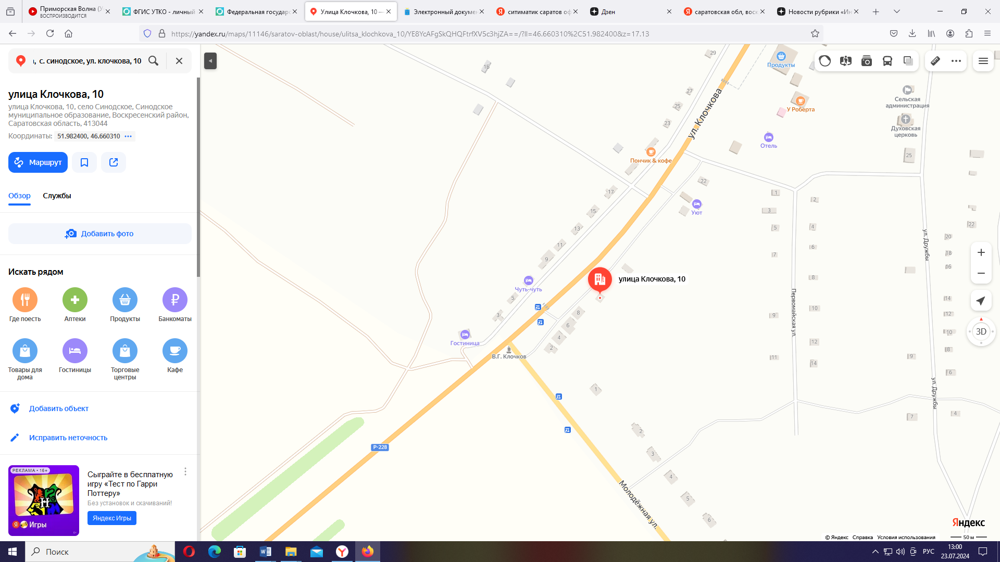 Приморская Волна (У
ВОСПРОИЗВОДИТСЯ
ФГИС УТКО - личный
Федеральная государс
Улица Клочкова, 10 —
Электронный докумен
ситиматик саратов оф
Дзен
саратовская обл, воск
Новости рубрики «Ин
https://yandex.ru/maps/11146/saratov-oblast/house/ulitsa_klochkova_10/YE8YcAFgSkQHQFtrfXV5c3hjZA==/?ll=46.660310%2C51.982400&z=17.13
, с. синодское, ул. клочкова, 10
улица Клочкова, 10
улица Клочкова, 10, село Синодское, Синодское
муниципальное образование, Воскресенский район,
Саратовская область, 413044
Координаты: 51.982400, 46.660310
Маршрут
Обзор
Службы
Добавить фото
Искать рядом
Где поесть
Аптеки
Продукты
Банкоматы
Товары для
дома
Гостиницы
Торговые
центры
Кафе
Добавить объект
Исправить неточность
РЕКЛАМА • 16+
Игры
Сыграйте в бесплатную
игру «Тест по Гарри
Поттеру»
Без установок и скачиваний!
Яндекс Игры
29
Продукты
16
27
25
23
ул. Клочкова
У Роберта
Сельская
администрация
Духовская
церковь
Отель
Пончик & кофе
25
22
17
Уют
15
13
11
9
1
2
3
5
4
6
7
8
22
20
18
16
ул. Дружбы
улица Клочкова, 10
Чуть-чуть
5
3
8
6
4
2
Гостиница
В.Г. Клочков
Первомайская ул.
9
10
12
11
14
14
12
10
8
9
6
ул. Дружбы
7
4
1
2
3
4
5
6
Р-228
Молодёжная ул.
3D
Яндекс
© Яндекс Справка Условия использования
50 м
Поиск
РУС
13:00
23.07.2024